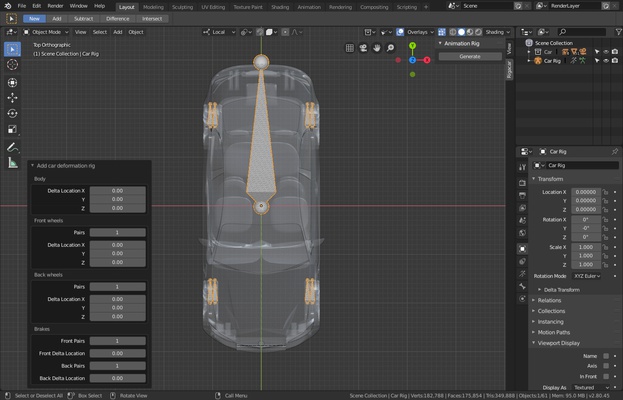 File Edit Render Window Help Layout Modeling Sculpting UV Editing Texture Paint Shading Animation Rendering Compositing Scripting + Scene RenderLayer
New Add Subtract Difference Intersect
Object Mode View Select Add Object Local Overlays Shading
Top Orthographic
(1) Scene Collection | Car Rig
Animation Rig
Generate
View
Rigacar
Y
X
Z
Scene Collection
Car
Car Rig
Add car deformation rig
Body
Delta Location X 0.00
Y 0.00
Z 0.00
Front wheels
Pairs 1
Delta Location X 0.00
Y 0.00
Z 0.00
Back wheels
Pairs 1
Delta Location X 0.00
Y 0.00
Z 0.00
Brakes
Front Pairs 1
Front Delta Location 0.00
Back Pairs 1
Back Delta Location 0.00
Car Rig
Car Rig
Transform
Location X 0.00000
Y 0.00000
Z 0.00000
Rotation X 0°
Y -0°
Z 0°
Scale X 1.000
Y 1.000
Z 1.000
Rotation Mode XYZ Euler
Delta Transform
Relations
Collections
Instancing
Motion Paths
Viewport Display
Name
Axis
In Front
Display As Textured
Select or Deselect All Box Select Rotate View Call Menu Scene Collection | Car Rig | Verts:182,788 | Faces:175,854 | Tris:349,888 | Objects:1/61 | Mem: 95.0 MB | v2.80.45